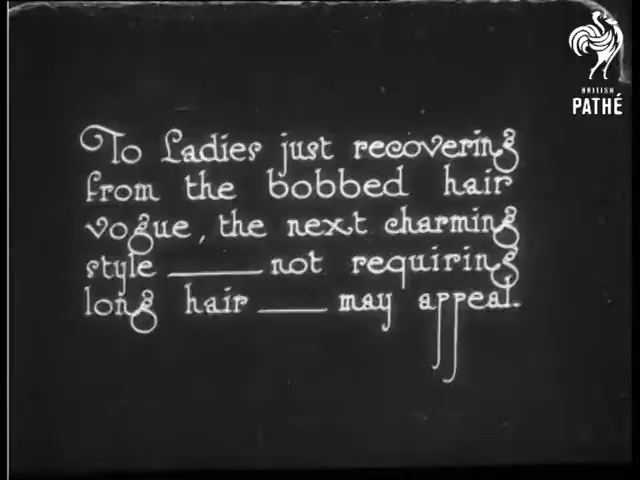 To Ladies just recovering
from the bobbed hair
vogue, the next charming
style —— not requiring
long hair —— may appeal.
BRITISH
PATHÉ